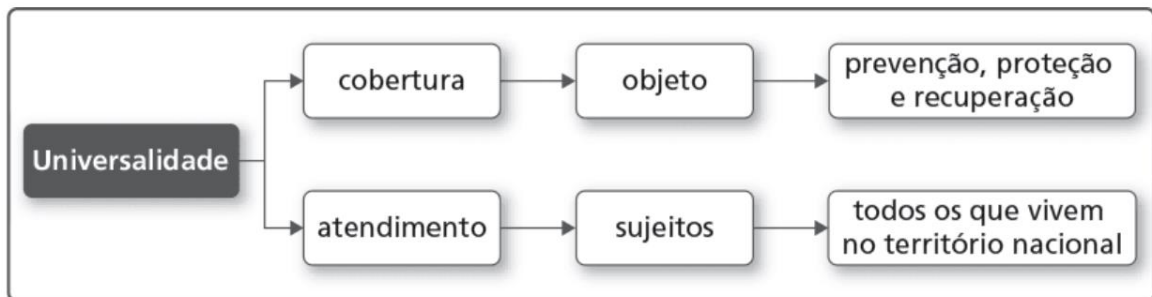 Universalidade
cobertura
objeto
prevenção, proteção
e recuperação
atendimento
sujeitos
todos os que vivem
no território nacional